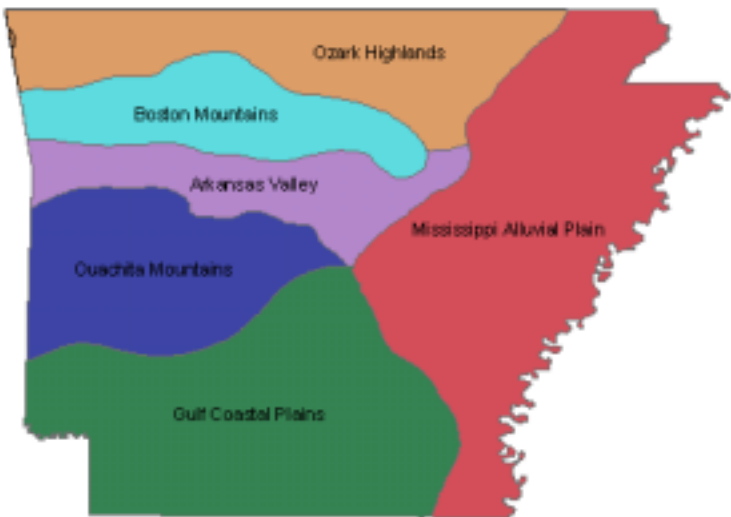 Ozark Highlands
Boston Mountains
Arkansas Valley
Mississippi Alluvial Plain
Ouachita Mountains
Gulf Coastal Plains